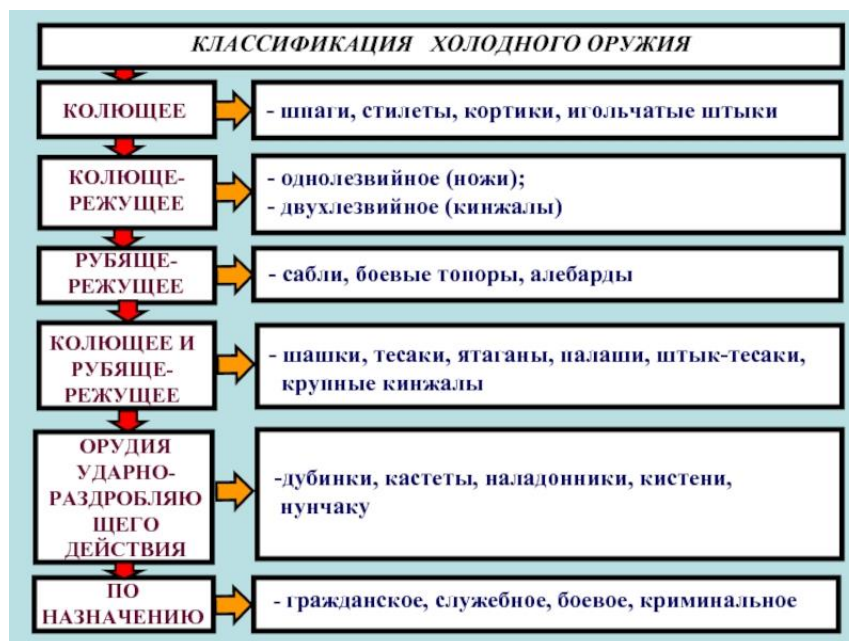 КЛАССИФИКАЦИЯ ХОЛОДНОГО ОРУЖИЯ
КОЛЮЩЕЕ
- шпаги, стилеты, кортики, игольчатые штыки
КОЛЮЩЕ-
РЕЖУЩЕЕ
- однолезвийное (ножи);
- двухлезвийное (кинжалы)
РУБЯЩЕ-
РЕЖУЩЕЕ
- сабли, боевые топоры, алебарды
КОЛЮЩЕЕ И
РУБЯЩЕ-
РЕЖУЩЕЕ
- шашки, тесаки, ятаганы, палаши, штык-тесаки,
крупные кинжалы
ОРУДИЯ
УДАРНО-
РАЗДРОБЛЯЮ
ЩЕГО
ДЕЙСТВИЯ
-дубинки, кастеты, наладонники, кистени,
нунчаку
ПО
НАЗНАЧЕНИЮ
- гражданское, служебное, боевое, криминальное